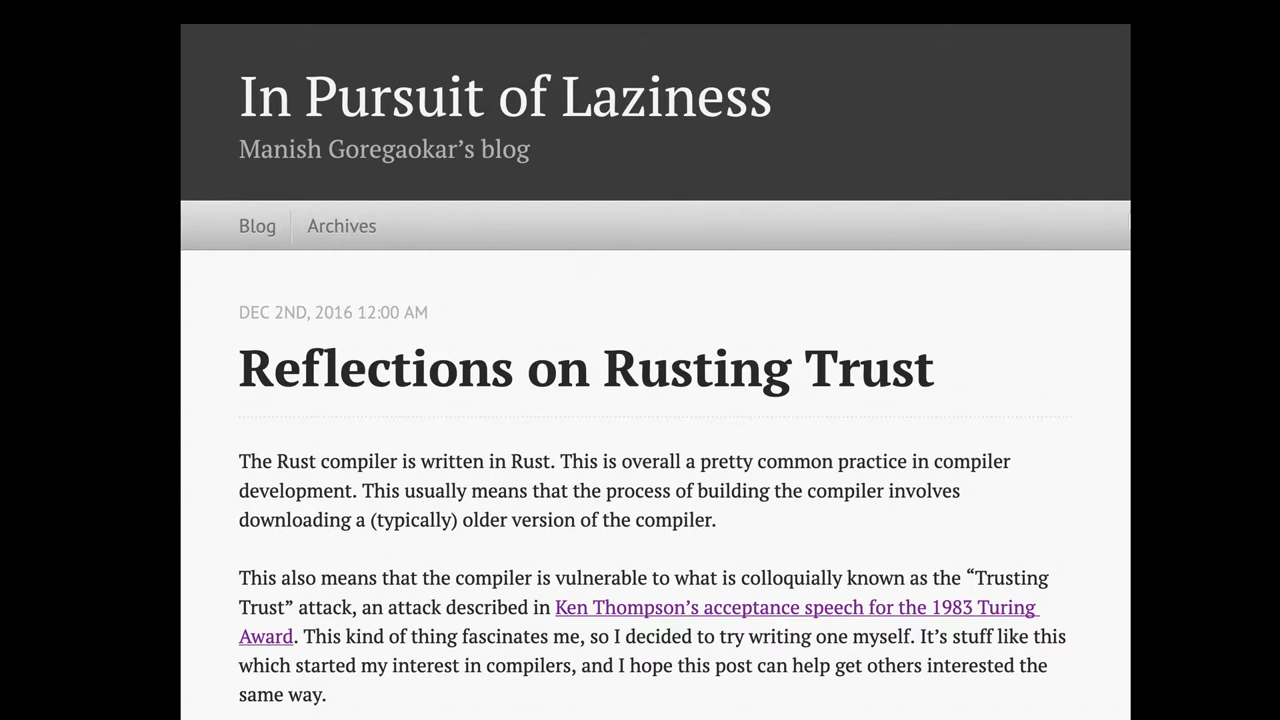 In Pursuit of Laziness
Manish Goregaokar’s blog
Blog
Archives
DEC 2ND, 2016 12:00 AM
Reflections on Rusting Trust
The Rust compiler is written in Rust. This is overall a pretty common practice in compiler
development. This usually means that the process of building the compiler involves
downloading a (typically) older version of the compiler.
This also means that the compiler is vulnerable to what is colloquially known as the “Trusting
Trust” attack, an attack described in Ken Thompson’s acceptance speech for the 1983 Turing
Award. This kind of thing fascinates me, so I decided to try writing one myself. It’s stuff like this
which started my interest in compilers, and I hope this post can help get others interested the
same way.